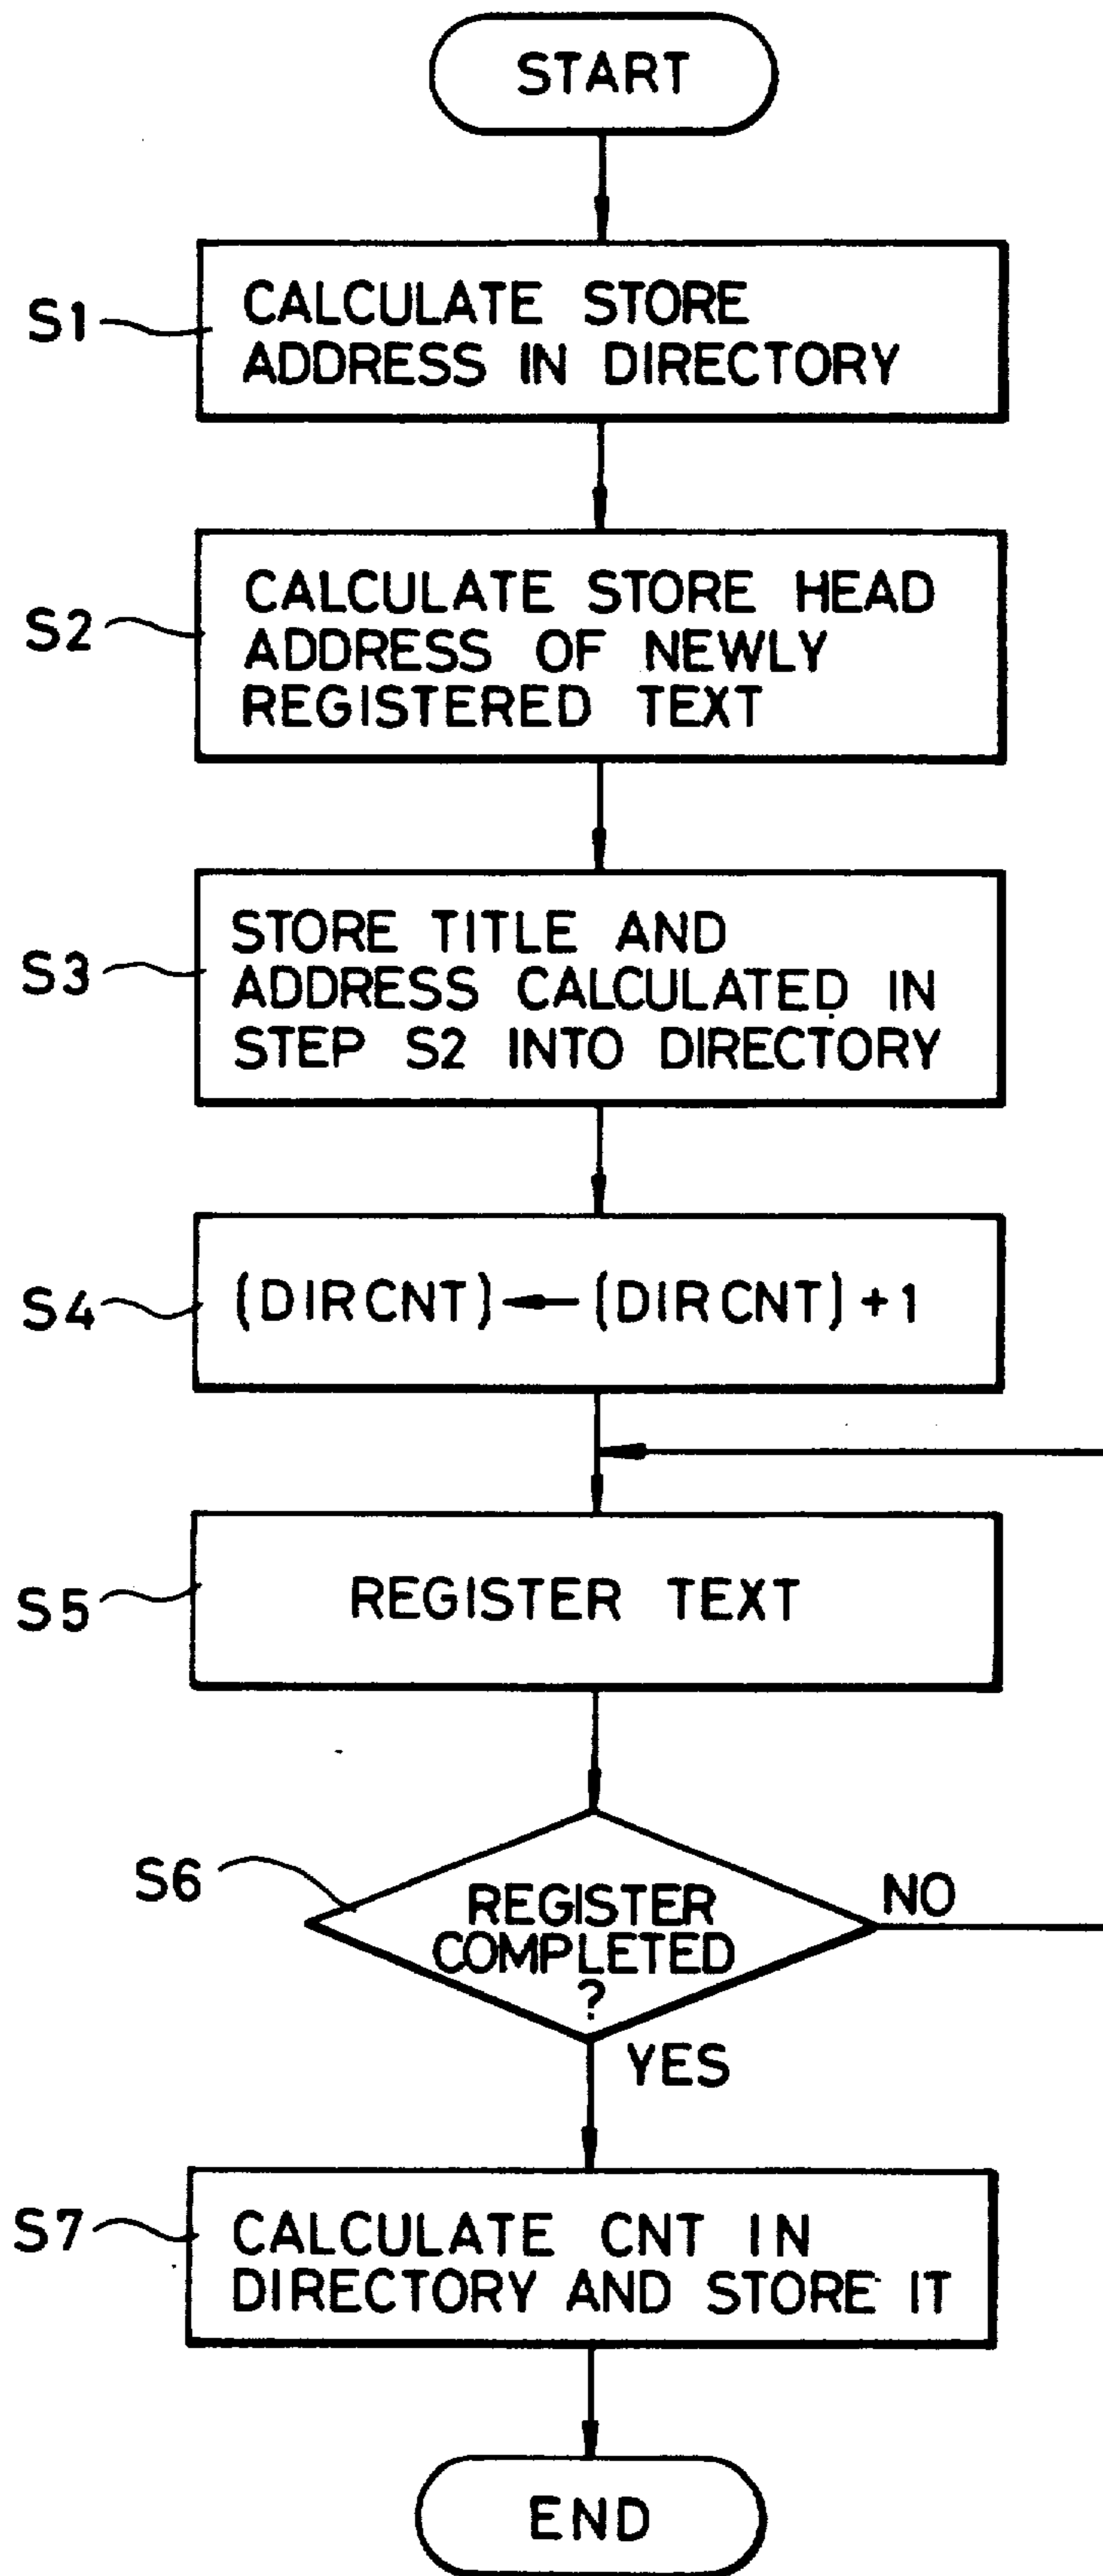 START
S1
CALCULATE STORE
ADDRESS IN DIRECTORY
S2
CALCULATE STORE HEAD
ADDRESS OF NEWLY
REGISTERED TEXT
S3
STORE TITLE AND
ADDRESS CALCULATED IN
STEP S2 INTO DIRECTORY
S4
(DIRCNT) ← (DIRCNT) + 1
S5
REGISTER TEXT
S6
REGISTER
COMPLETED
?
NO
YES
S7
CALCULATE CNT IN
DIRECTORY AND STORE IT
END